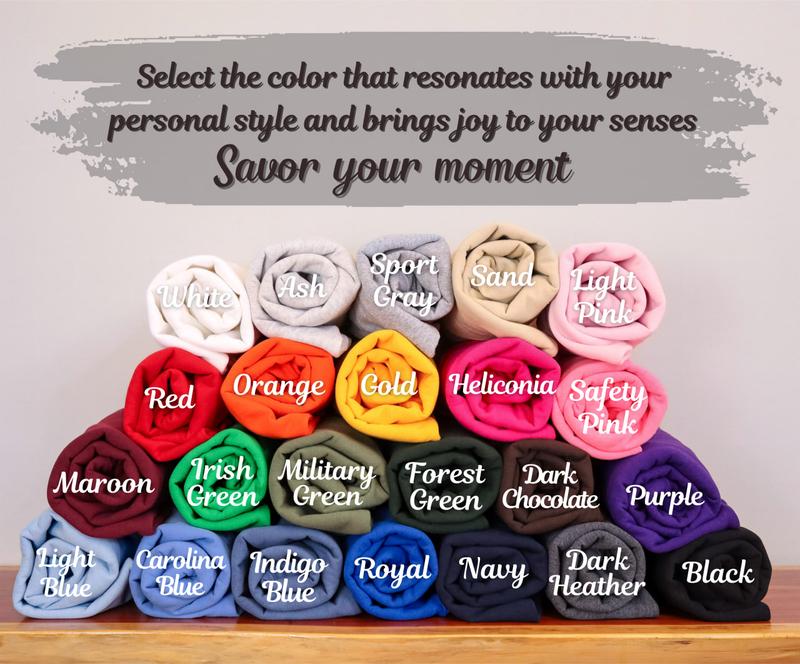 Select the color that resonates with your
personal style and brings joy to your senses
Savor your moment
White
Ash
Sport
Gray
Sand
Light
Pink
Red
Orange
Gold
Heliconia
Safety
Pink
Maroon
Irish
Green
Military
Green
Forest
Green
Dark
Chocolate
Purple
Light
Blue
Carolina
Blue
Indigo
Blue
Royal
Navy
Dark
Heather
Black